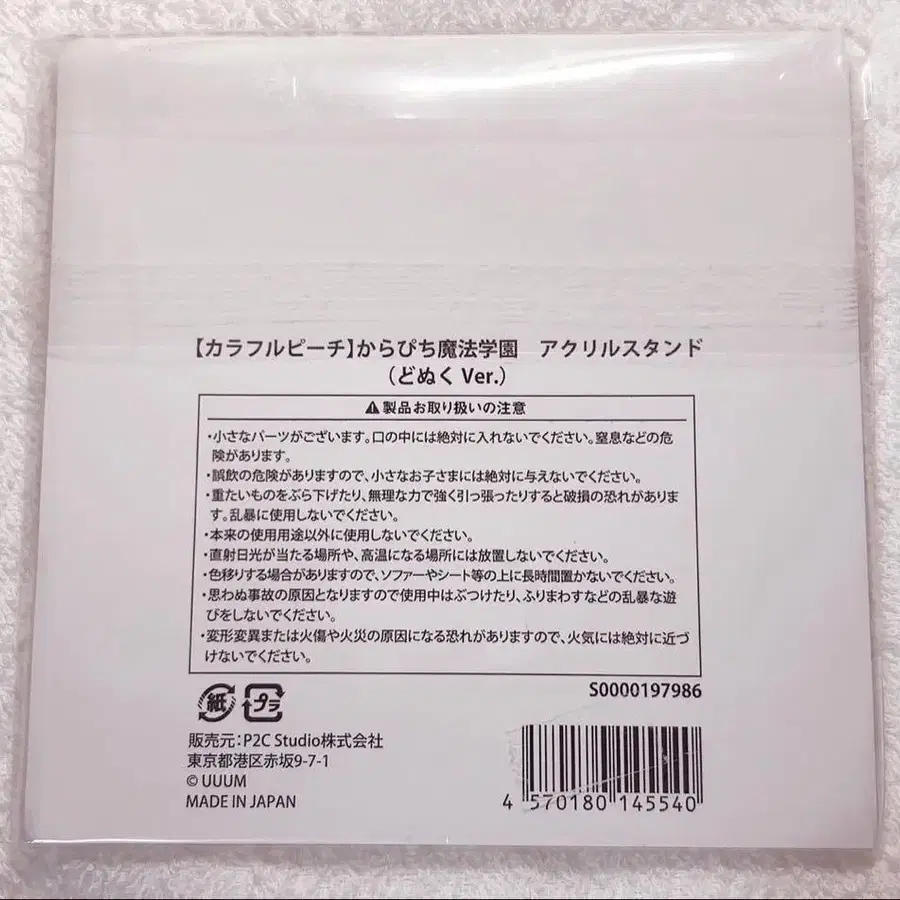 【カラフルピーチ】からぴち魔法学園　アクリルスタンド
（どぬく Ver.）
⚠製品お取り扱いの注意
・小さなパーツがございます。口の中には絶対に入れないでください。窒息などの危
険があります。
・誤飲の危険がありますので、小さなお子さまには絶対に与えないでください。
・重たいものをぶら下げたり、無理な力で強く引っ張ったりすると破損の恐れがありま
す。乱暴に使用しないでください。
・本来の使用用途以外に使用しないでください。
・直射日光が当たる場所や、高温になる場所には放置しないでください。
・色移りする場合がありますので、ソファーやシート等の上に長時間置かないでください。
・思わぬ事故の原因となりますので使用中はぶつけたり、ふりまわすなどの乱暴な遊
びをしないでください。
・変形変異または火傷や火災の原因になる恐れがありますので、火気には絶対に近づ
けないでください。
S0000197986
紙 プラ
販売元：P2C Studio株式会社
東京都港区赤坂9-7-1
© UUUM
MADE IN JAPAN
4 570180 145540